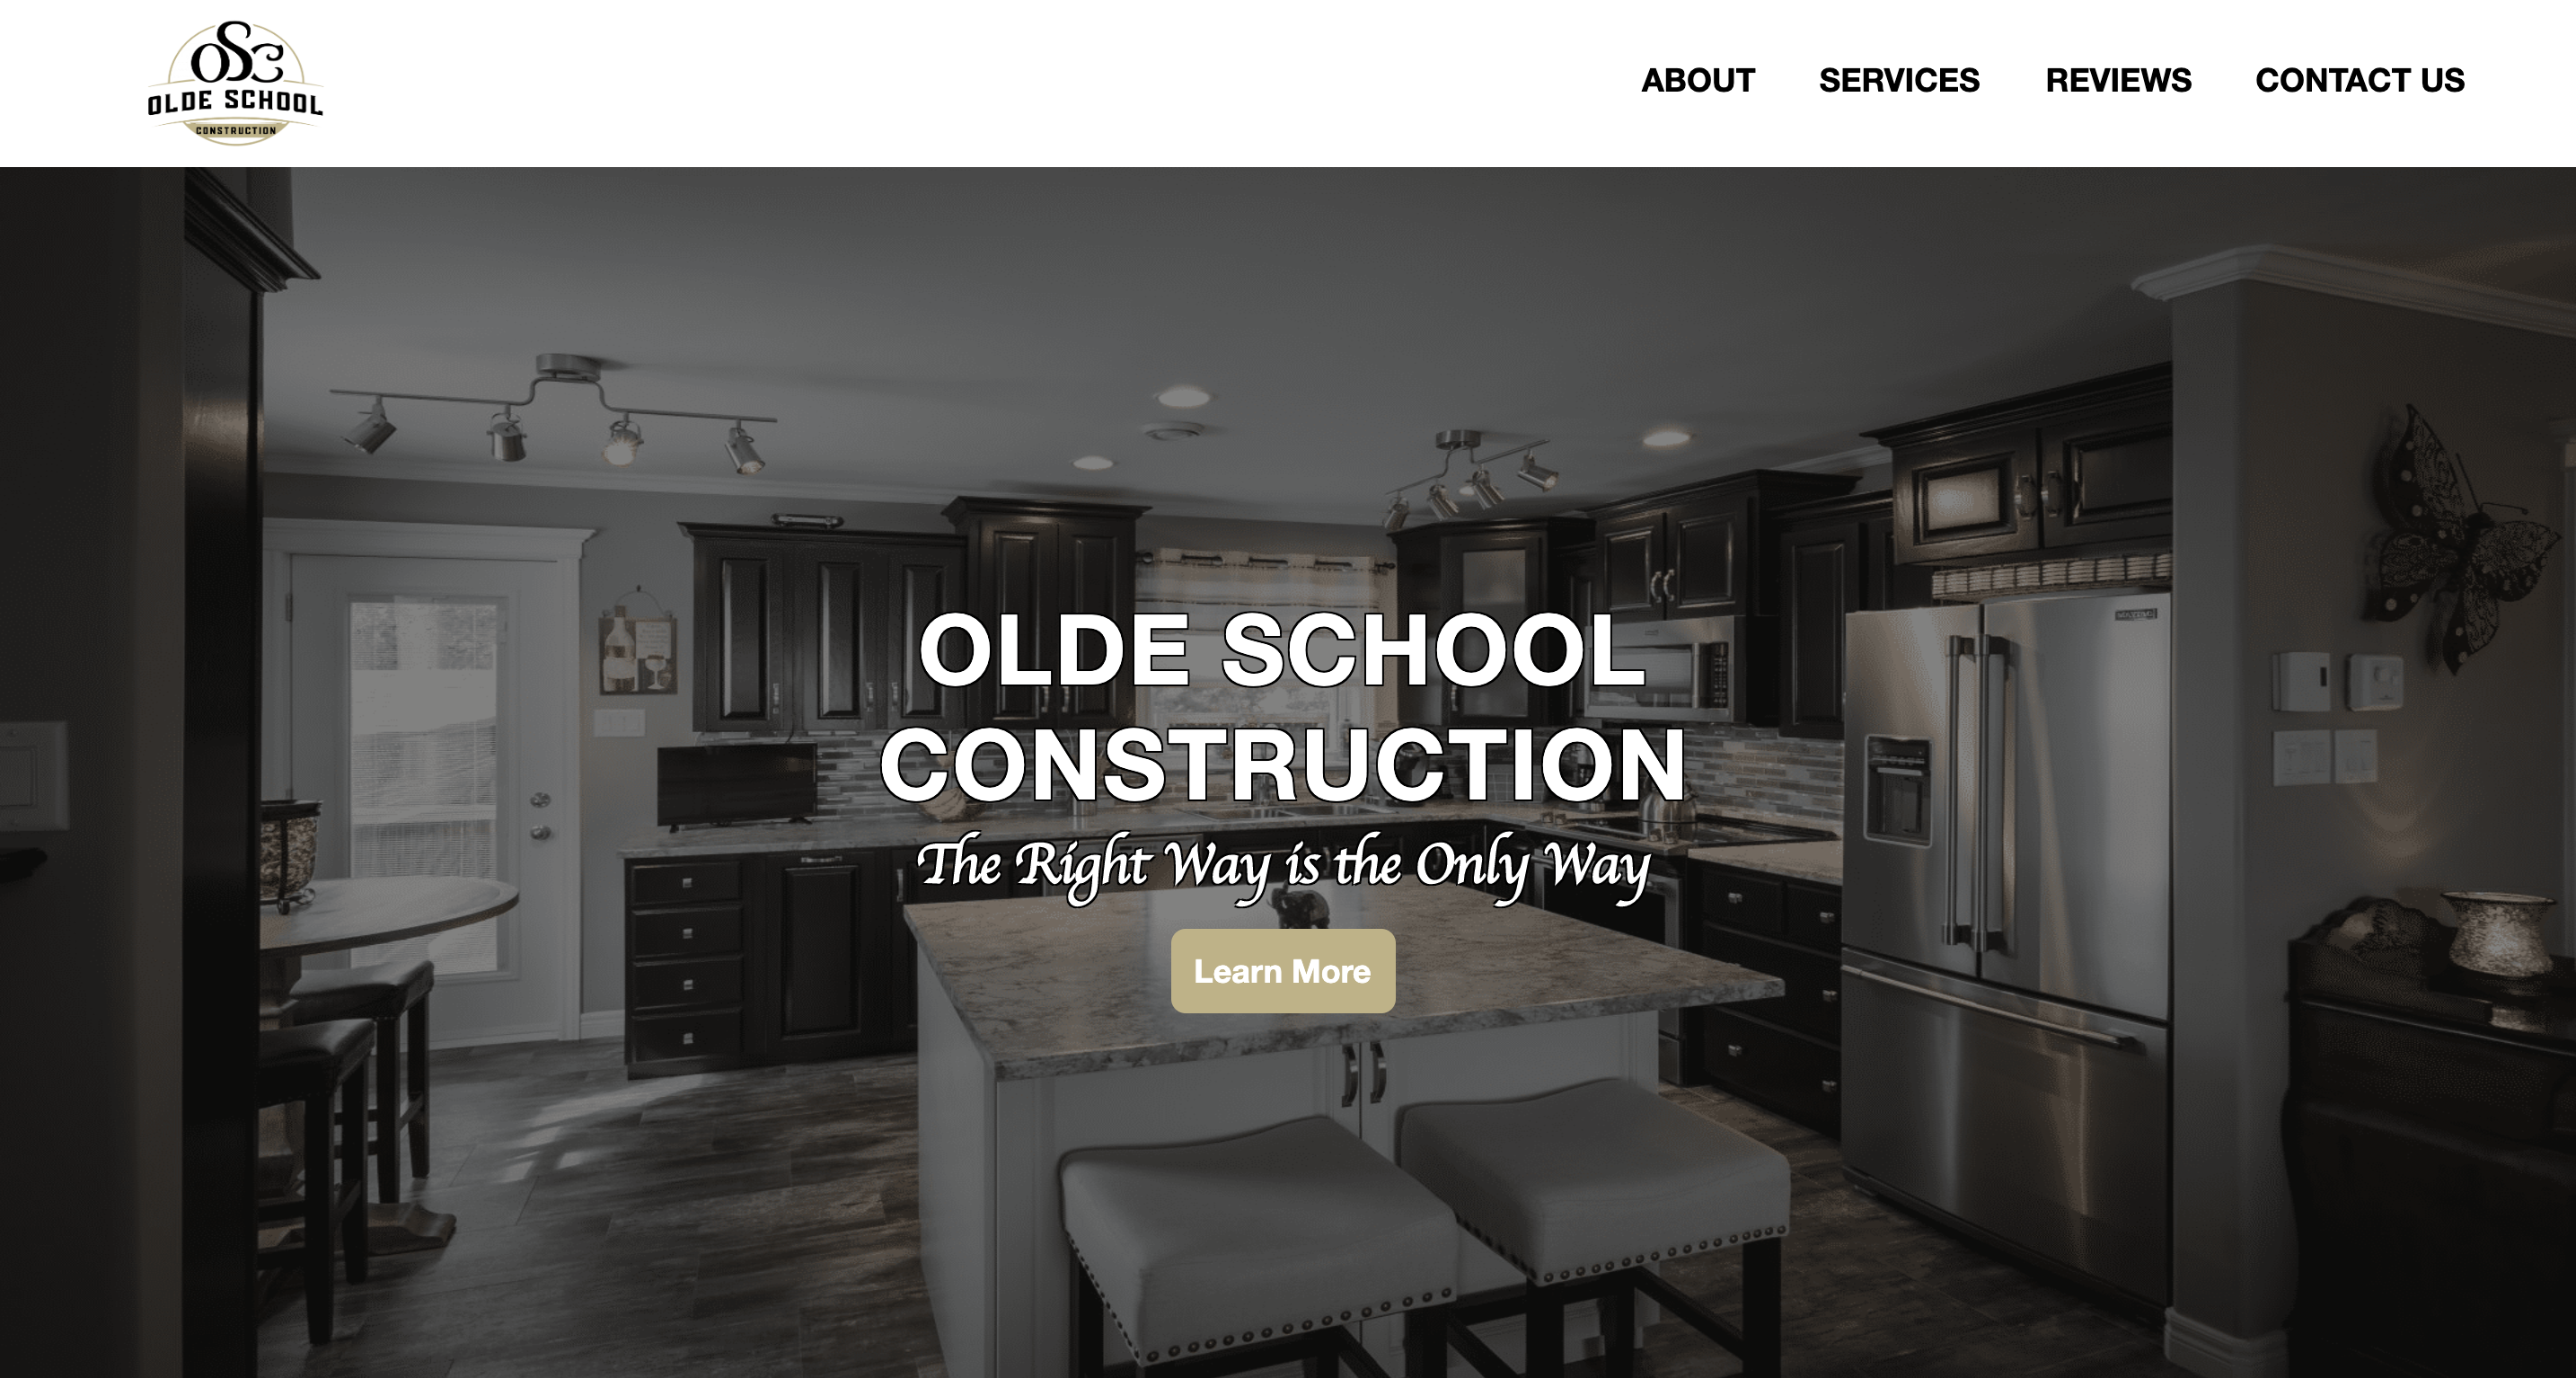 OSC
OLDE SCHOOL
CONSTRUCTION
ABOUT SERVICES REVIEWS CONTACT US
OLDE SCHOOL
CONSTRUCTION
The Right Way is the Only Way
Learn More